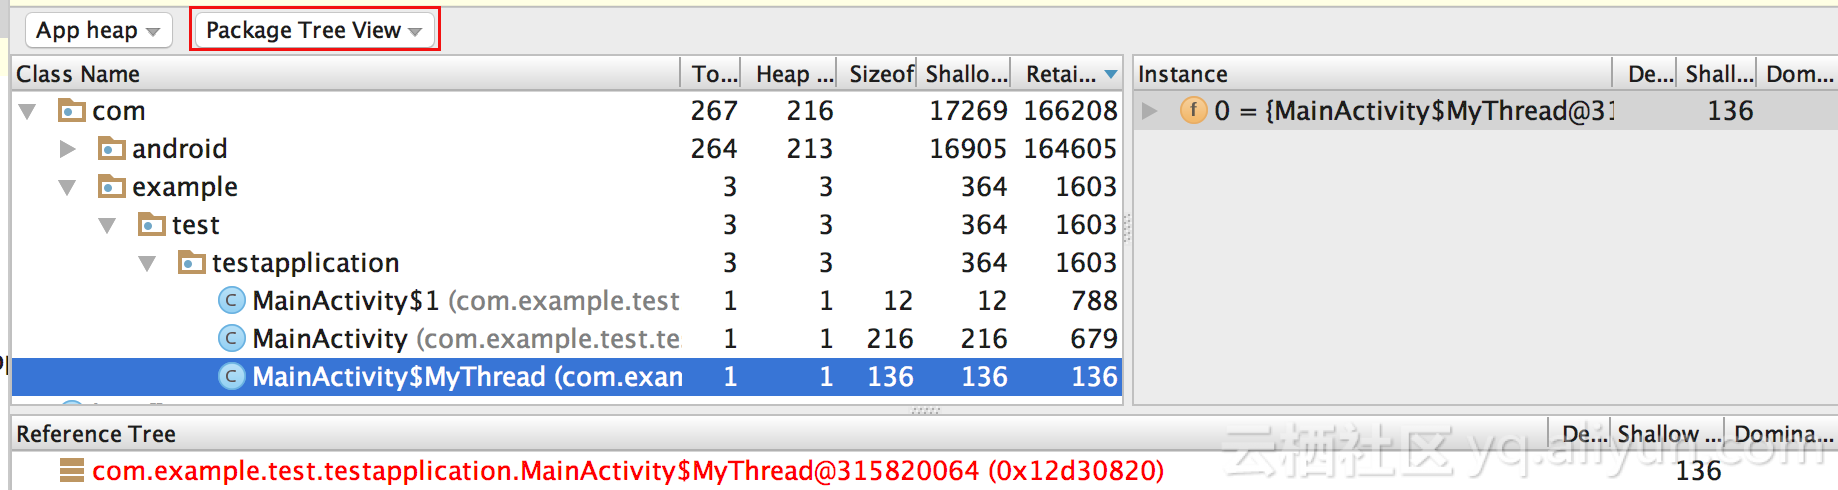 App heap Package Tree View
Class Name To... Heap ... Sizeof Shallo... Retai... Instance De... Shall... Dom...
com 267 216 17269 166208 f 0 = {MainActivity$MyThread@31 136
android 264 213 16905 164605
example 3 3 364 1603
test 3 3 364 1603
testapplication 3 3 364 1603
C MainActivity$1 (com.example.test 1 1 12 12 788
C MainActivity (com.example.test.te 1 1 216 216 679
C MainActivity$MyThread (com.exam 1 1 136 136 136
Reference Tree De... Shallow ... Domina...
com.example.test.testapplication.MainActivity$MyThread@315820064 (0x12d30820) 136
云栖社区 yq.aliyun.com